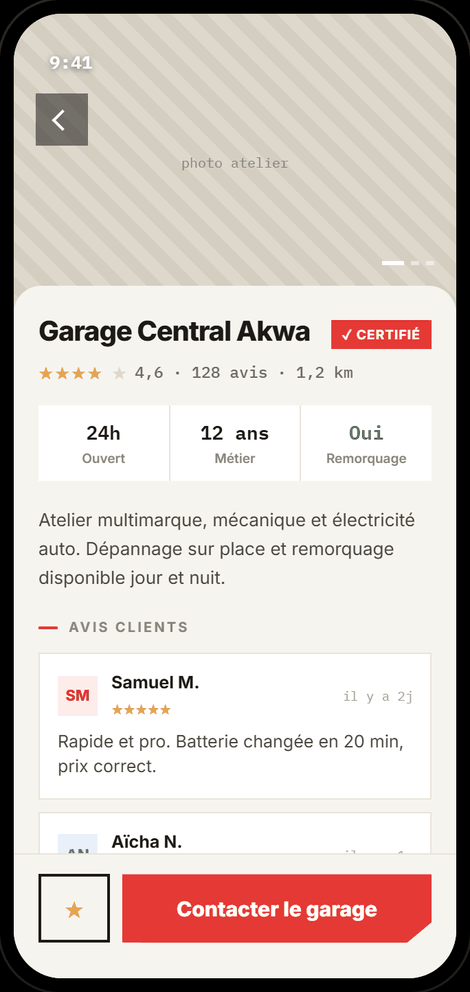 9:41
photo atelier
Garage Central Akwa
✓ CERTIFIÉ
4,6 · 128 avis · 1,2 km
24h
Ouvert
12 ans
Métier
Oui
Remorquage
Atelier multimarque, mécanique et électricité
auto. Dépannage sur place et remorquage
disponible jour et nuit.
AVIS CLIENTS
SM
Samuel M.
il y a 2j
Rapide et pro. Batterie changée en 20 min,
prix correct.
Aïcha N.
Contacter le garage